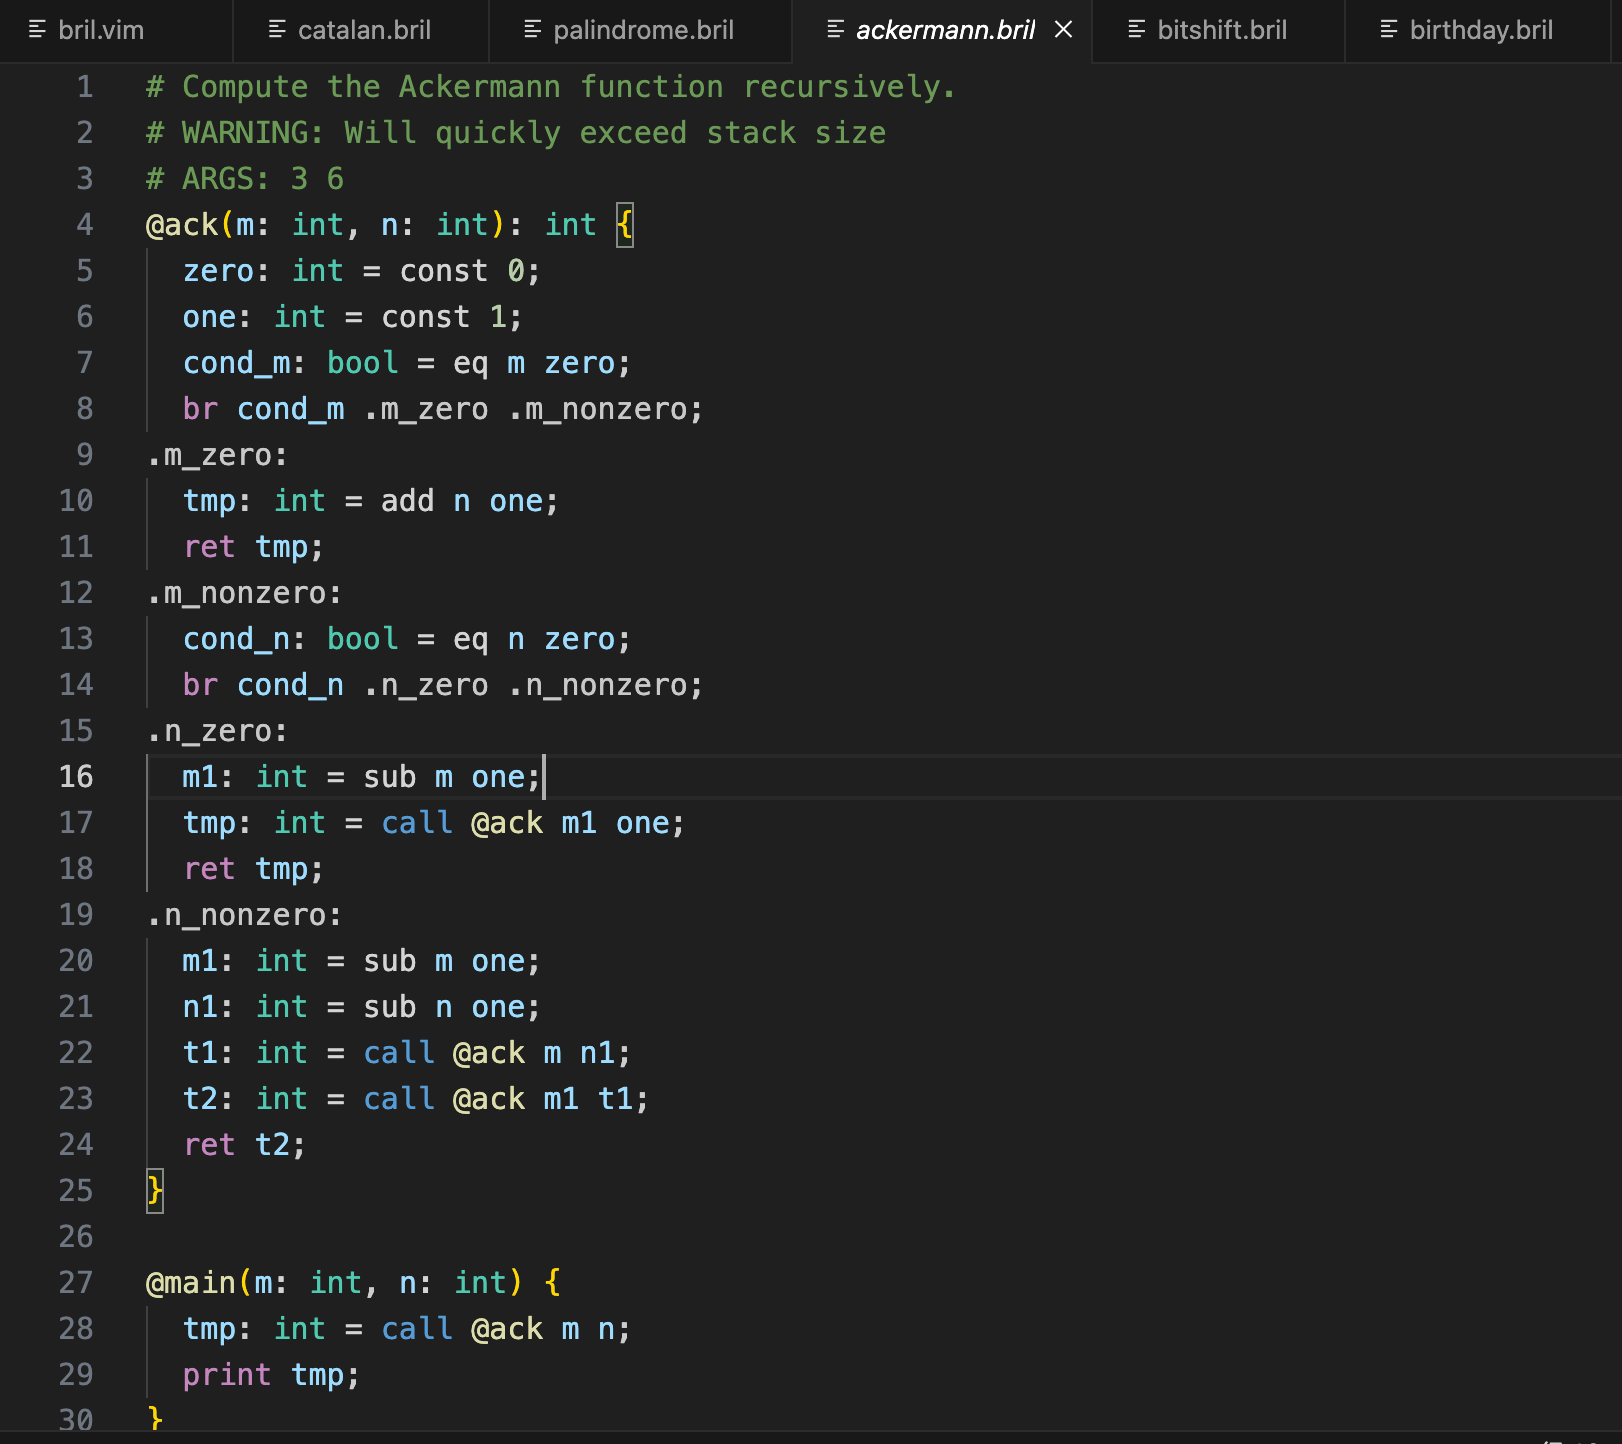 bril.vim catalan.bril palindrome.bril ackermann.bril bitshift.bril birthday.bril
1 # Compute the Ackermann function recursively.
2 # WARNING: Will quickly exceed stack size
3 # ARGS: 3 6
4 @ack(m: int, n: int): int {
5 zero: int = const 0;
6 one: int = const 1;
7 cond_m: bool = eq m zero;
8 br cond_m .m_zero .m_nonzero;
9 .m_zero:
10 tmp: int = add n one;
11 ret tmp;
12 .m_nonzero:
13 cond_n: bool = eq n zero;
14 br cond_n .n_zero .n_nonzero;
15 .n_zero:
16 m1: int = sub m one;
17 tmp: int = call @ack m1 one;
18 ret tmp;
19 .n_nonzero:
20 m1: int = sub m one;
21 n1: int = sub n one;
22 t1: int = call @ack m n1;
23 t2: int = call @ack m1 t1;
24 ret t2;
25 }
26
27 @main(m: int, n: int) {
28 tmp: int = call @ack m n;
29 print tmp;
30 }